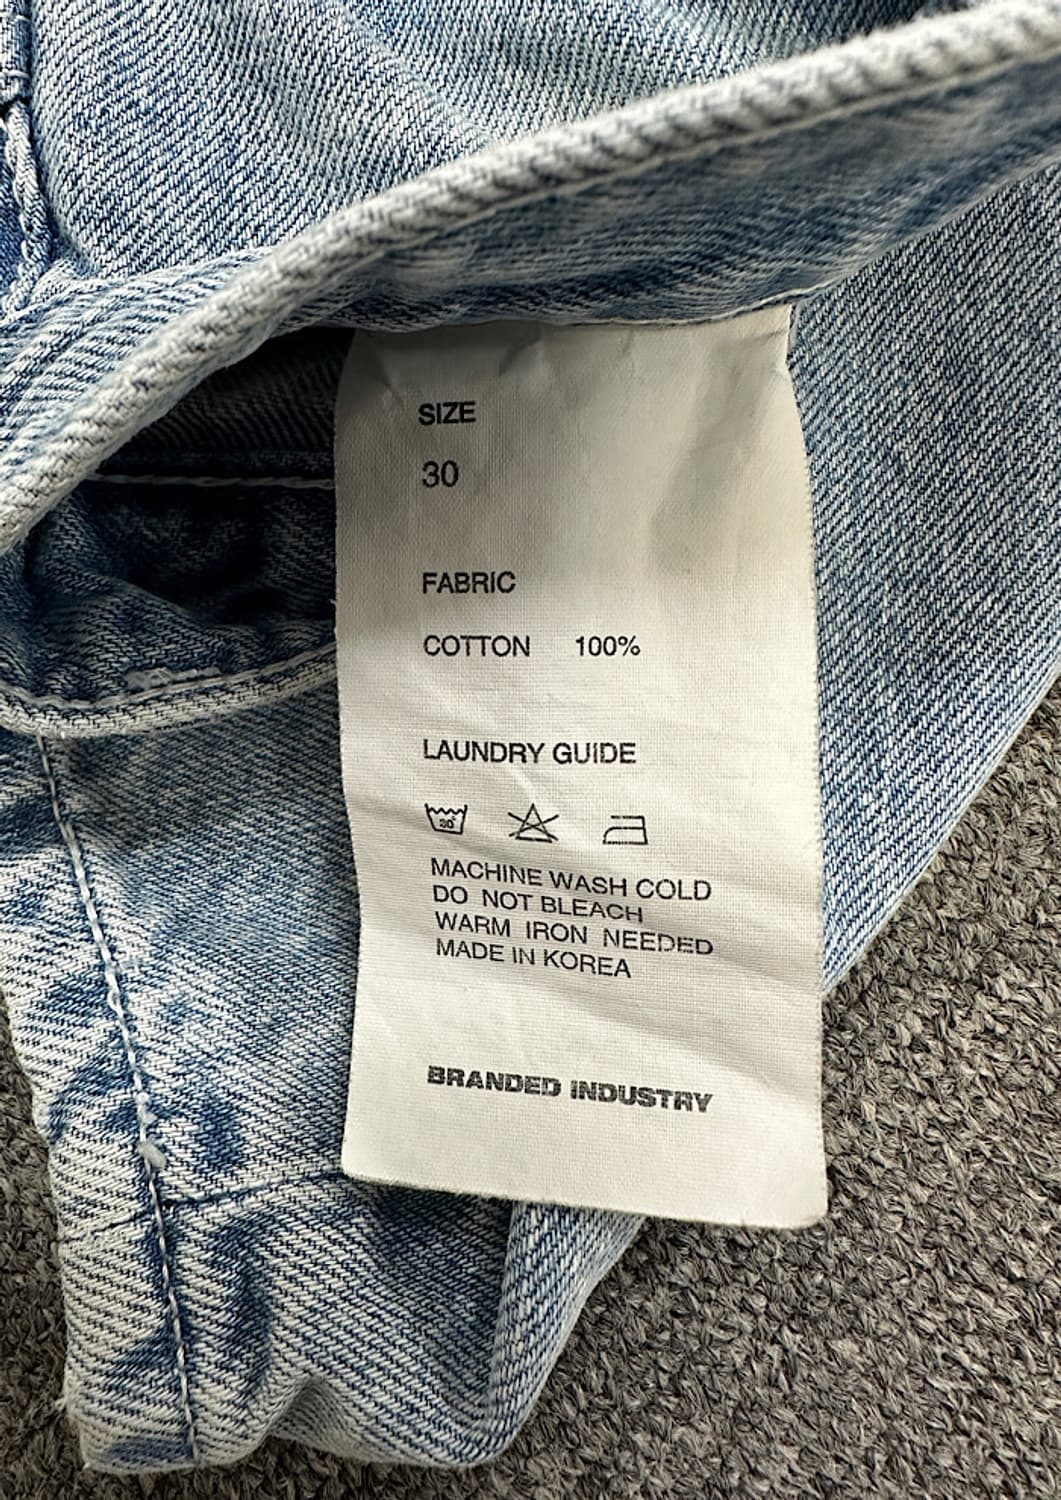 SIZE
30
FABRIC
COTTON 100%
LAUNDRY GUIDE
30°
MACHINE WASH COLD
DO NOT BLEACH
WARM IRON NEEDED
MADE IN KOREA
BRANDED INDUSTRY